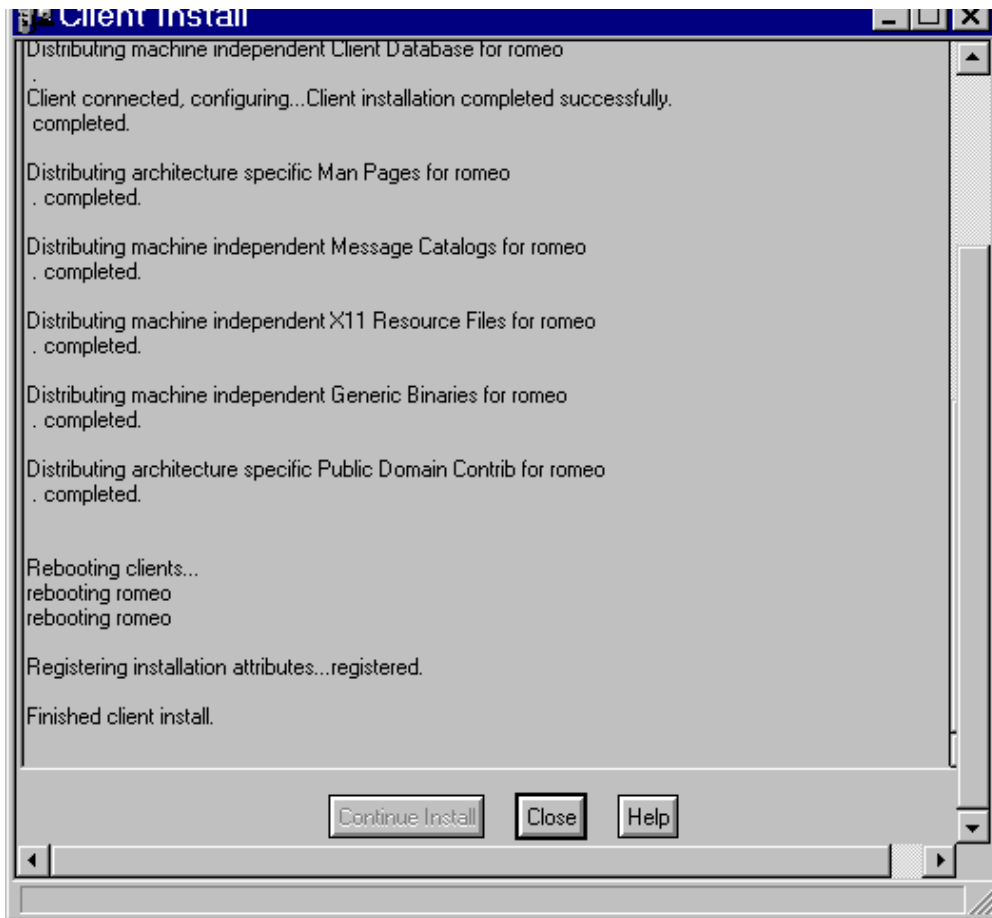 Client Install
Distributing machine independent Client Database for romeo
.
Client connected, configuring...Client installation completed successfully.
completed.
Distributing architecture specific Man Pages for romeo
. completed.
Distributing machine independent Message Catalogs for romeo
. completed.
Distributing machine independent X11 Resource Files for romeo
. completed.
Distributing machine independent Generic Binaries for romeo
. completed.
Distributing architecture specific Public Domain Contrib for romeo
. completed.
Rebooting clients...
rebooting romeo
rebooting romeo
Registering installation attributes...registered.
Finished client install.
Continue Install Close Help